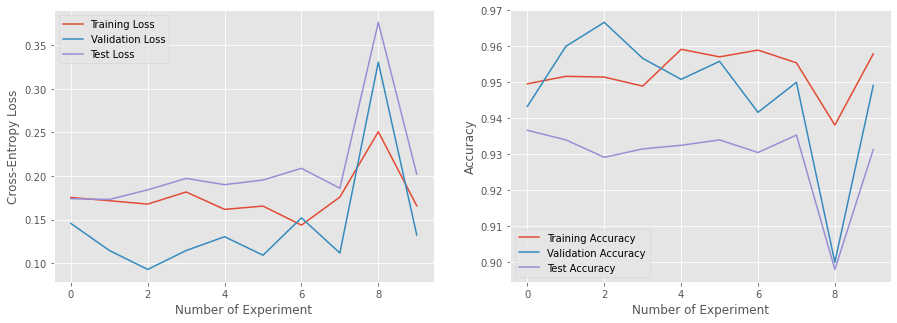 Training Loss
Validation Loss
Test Loss
0.35
0.30
0.25
0.20
0.15
0.10
Cross-Entropy Loss
0
2
4
6
8
Number of Experiment
0.97
0.96
0.95
0.94
0.93
0.92
0.91
0.90
Accuracy
Training Accuracy
Validation Accuracy
Test Accuracy
0
2
4
6
8
Number of Experiment